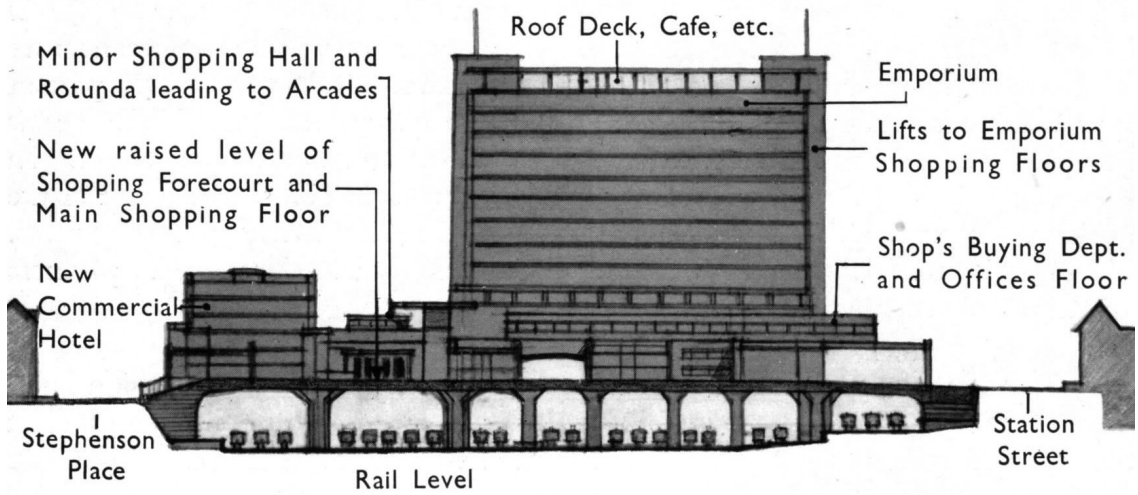 Roof Deck, Cafe, etc.
Minor Shopping Hall and
Rotunda leading to Arcades
New raised level of
Shopping Forecourt and
Main Shopping Floor
New
Commercial
Hotel
Emporium
Lifts to Emporium
Shopping Floors
Shop's Buying Dept.
and Offices Floor
Stephenson
Place
Rail Level
Station
Street